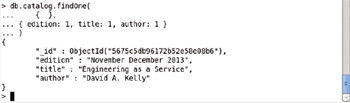 > db.catalog.findOne(
... { },
... { edition: 1, title: 1, author: 1 }
... )
{
"_id" : ObjectId("5675c5db96172b52e58e08b6"),
"edition" : "November December 2013",
"title" : "Engineering as a Service",
"author" : "David A. Kelly"
}
>